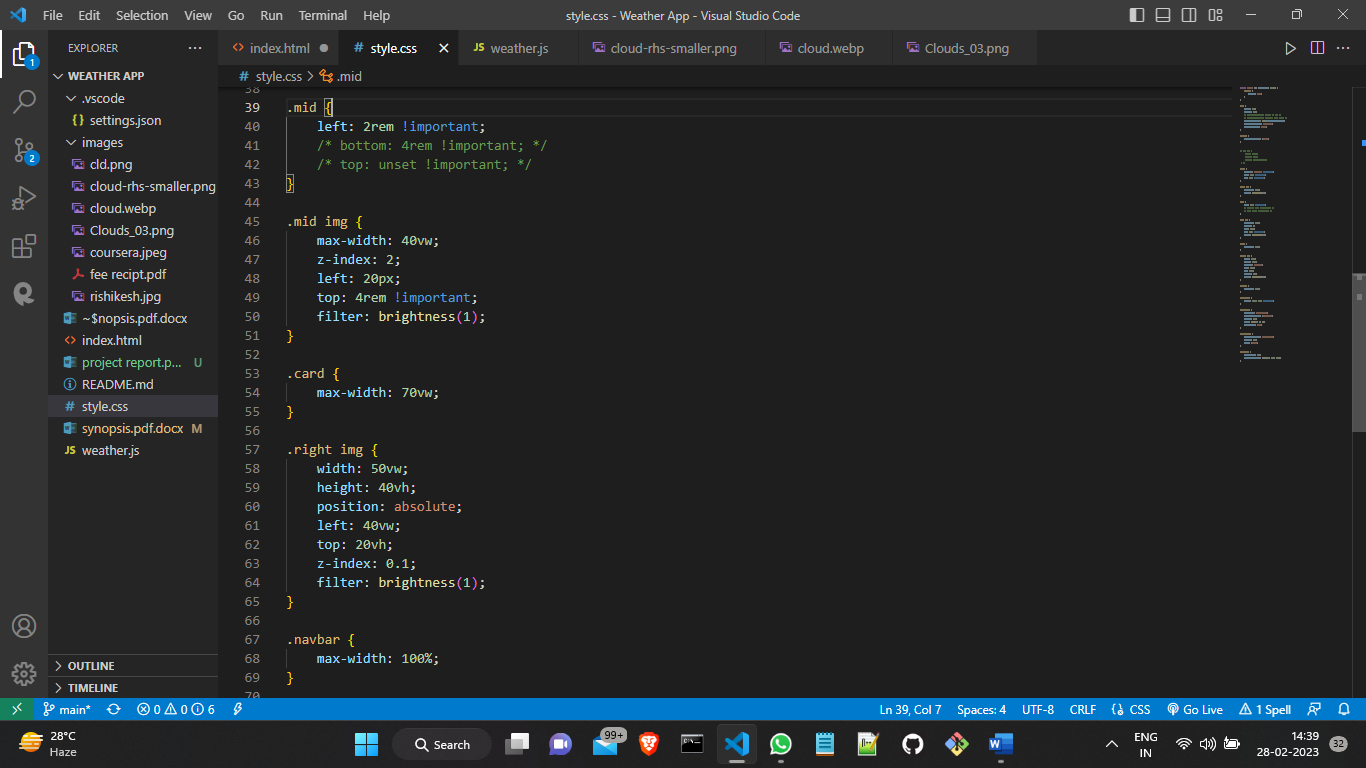 File Edit Selection View Go Run Terminal Help style.css - Weather App - Visual Studio Code
EXPLORER
index.html
style.css
weather.js
cloud-rhs-smaller.png
cloud.webp
Clouds_03.png
style.css > .mid
WEATHER APP
.vscode
settings.json
images
cld.png
cloud-rhs-smaller.png
cloud.webp
Clouds_03.png
coursera.jpeg
fee recipt.pdf
rishikesh.jpg
~$nopsis.pdf.docx
index.html
project report.p... U
README.md
style.css
synopsis.pdf.docx M
weather.js
OUTLINE
TIMELINE
1
2
38
39 .mid {
40 left: 2rem !important;
41 /* bottom: 4rem !important; */
42 /* top: unset !important; */
43 }
44
45 .mid img {
46 max-width: 40vw;
47 z-index: 2;
48 left: 20px;
49 top: 4rem !important;
50 filter: brightness(1);
51 }
52
53 .card {
54 max-width: 70vw;
55 }
56
57 .right img {
58 width: 50vw;
59 height: 40vh;
60 position: absolute;
61 left: 40vw;
62 top: 20vh;
63 z-index: 0.1;
64 filter: brightness(1);
65 }
66
67 .navbar {
68 max-width: 100%;
69 }
70
main* 0 0 6 Ln 39, Col 7 Spaces: 4 UTF-8 CRLF {} CSS Go Live 1 Spell
28°C
Haze
Search
99+
ENG
IN
14:39
28-02-2023
32